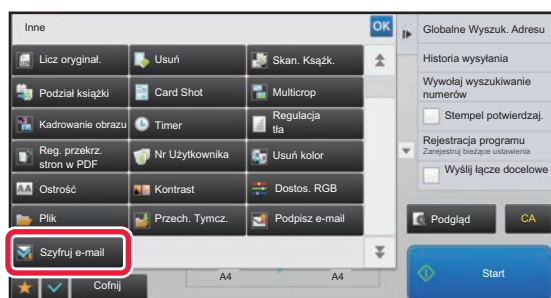 Inne
OK
Licz oryginał.
Usuń
Skan. Książk.
Podział książki
Card Shot
Multicrop
Kadrowanie obrazu
Timer
Regulacja
tła
Reg. przekrz.
stron w PDF
Nr Użytkownika
Usuń kolor
AA Ostrość
Kontrast
Dostos. RGB
Plik
Przech. Tymcz.
Podpisz e-mail
Szyfruj e-mail
Cofnij
A4
A4
Globalne Wyszuk. Adresu
Historia wysyłania
Wywołaj wyszukiwanie
numerów
Stempel potwierdzaj.
Rejestracja programu
Zarejestruj bieżące ustawienia
Wyślij łącze docelowe
Podgląd
CA
Start